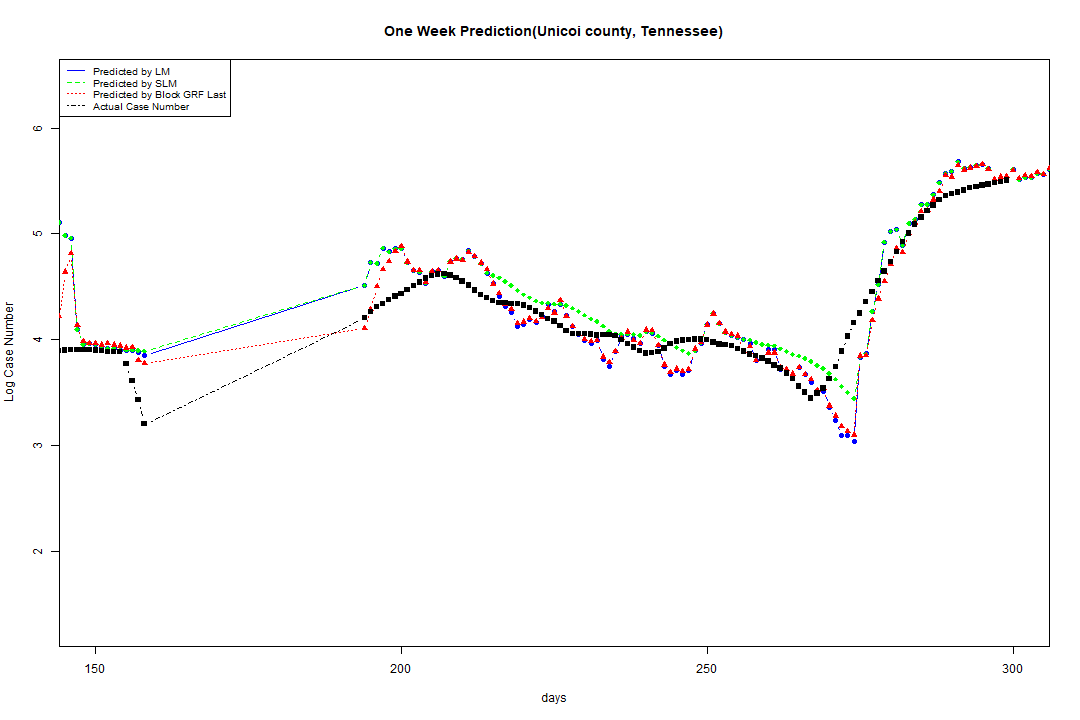 One Week Prediction(Unicoi county, Tennessee)
Predicted by LM
Predicted by SLM
Predicted by Block GRF Last
Actual Case Number
6
5
4
3
2
Log Case Number
150
200
250
300
days